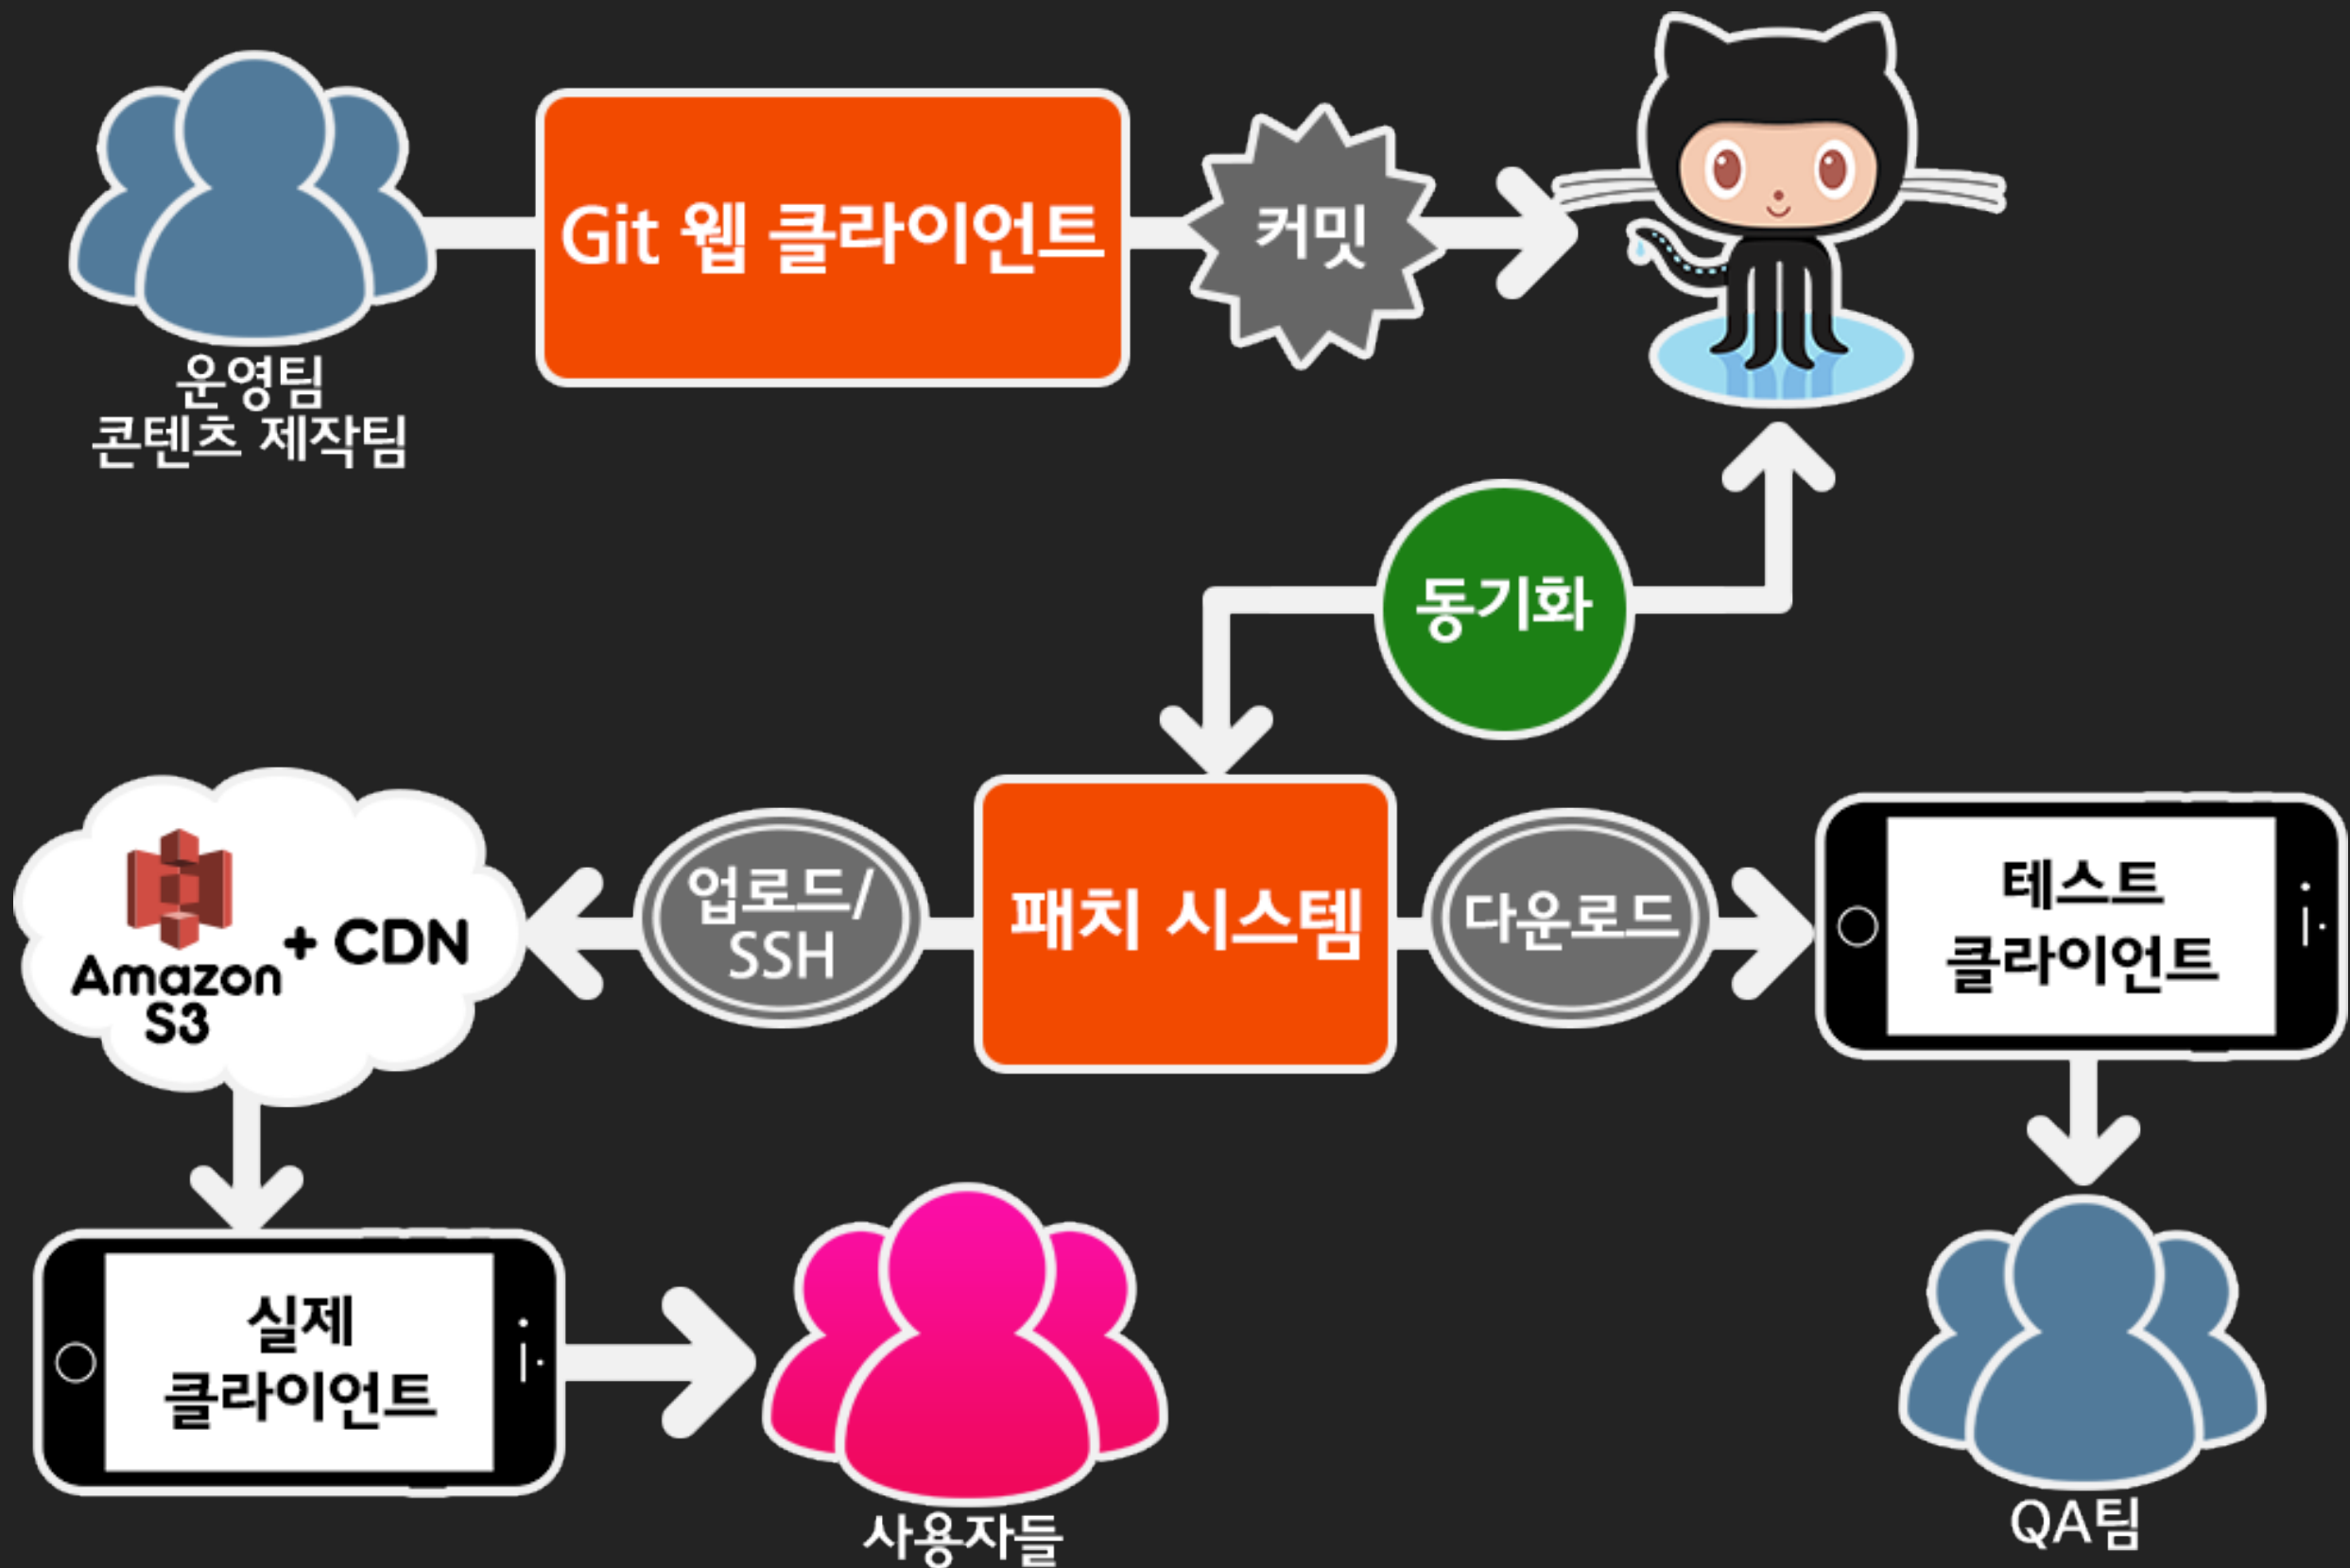 Git 웹 클라이언트
커밋
운영팀
콘텐츠 제작팀
동기화
Amazon
S3
+ CDN
업로드/
SSH
패치 시스템
다운로드
테스트
클라이언트
실제
클라이언트
사용자들
QA팀